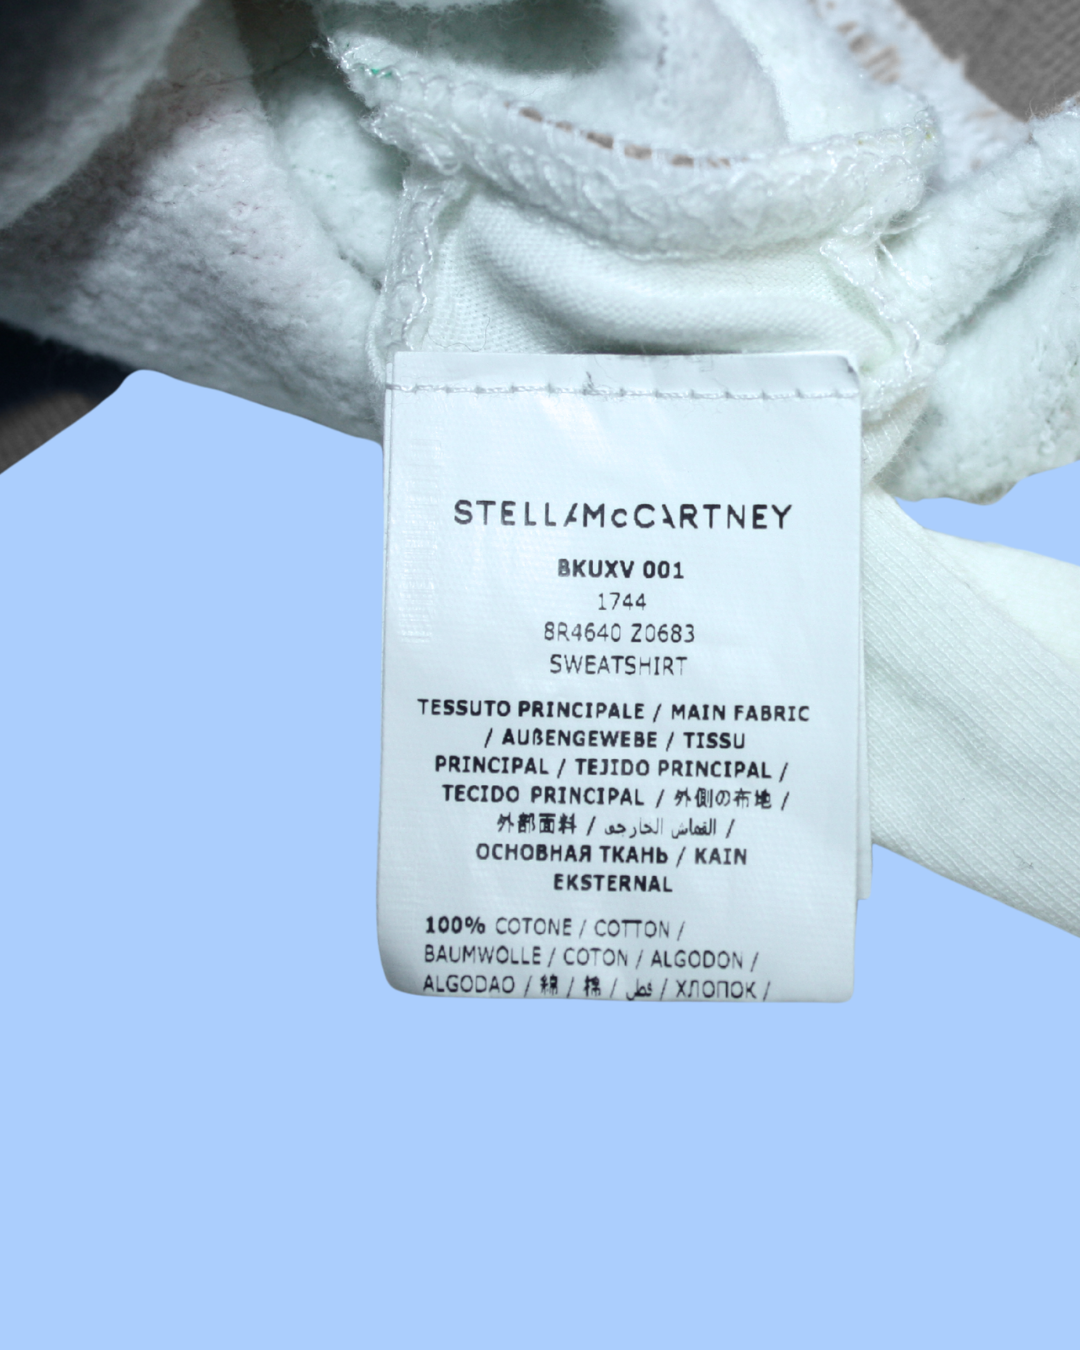 STELLA McCARTNEY
BKUXV 001
1744
8R4640 Z0683
SWEATSHIRT
TESSUTO PRINCIPALE / MAIN FABRIC
/ AUßENGEWEBE / TISSU
PRINCIPAL / TEJIDO PRINCIPAL /
TECIDO PRINCIPAL / 外側の布地 /
外部面料 / القماش الخارجي /
ОСНОВНАЯ ТКАНЬ / KAIN
EKSTERNAL
100% COTONE / COTTON /
BAUMWOLLE / COTON / ALGODON /
ALGODAO / 綿 / 棉 / قطن / ХЛОПОК /